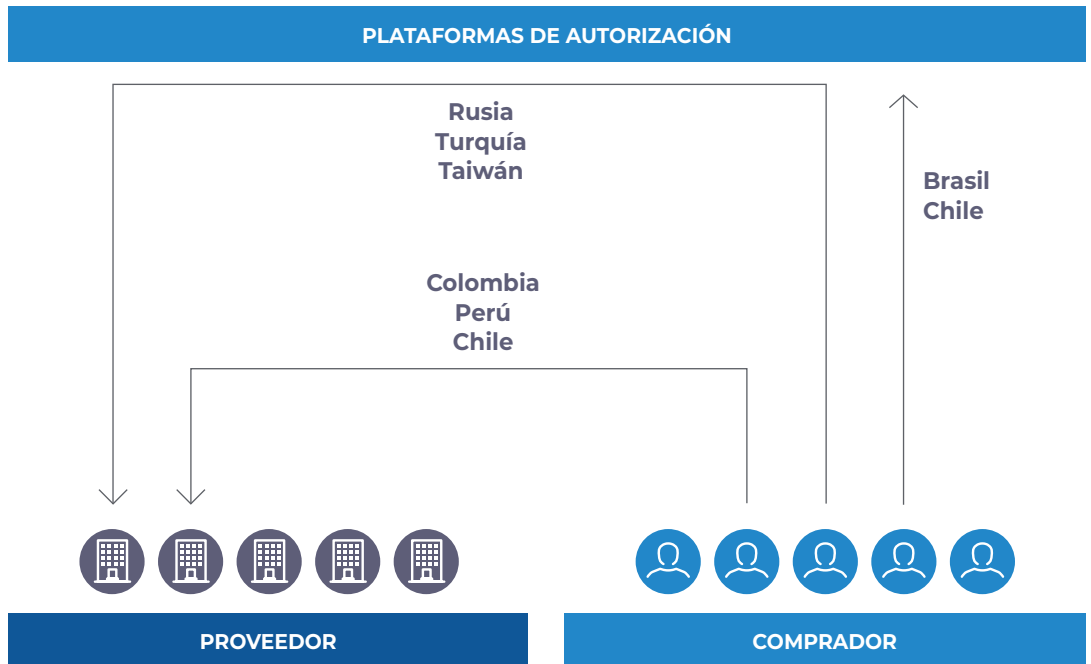 PLATAFORMAS DE AUTORIZACIÓN
Rusia
Turquía
Taiwán
Brasil
Chile
Colombia
Perú
Chile
PROVEEDOR
COMPRADOR